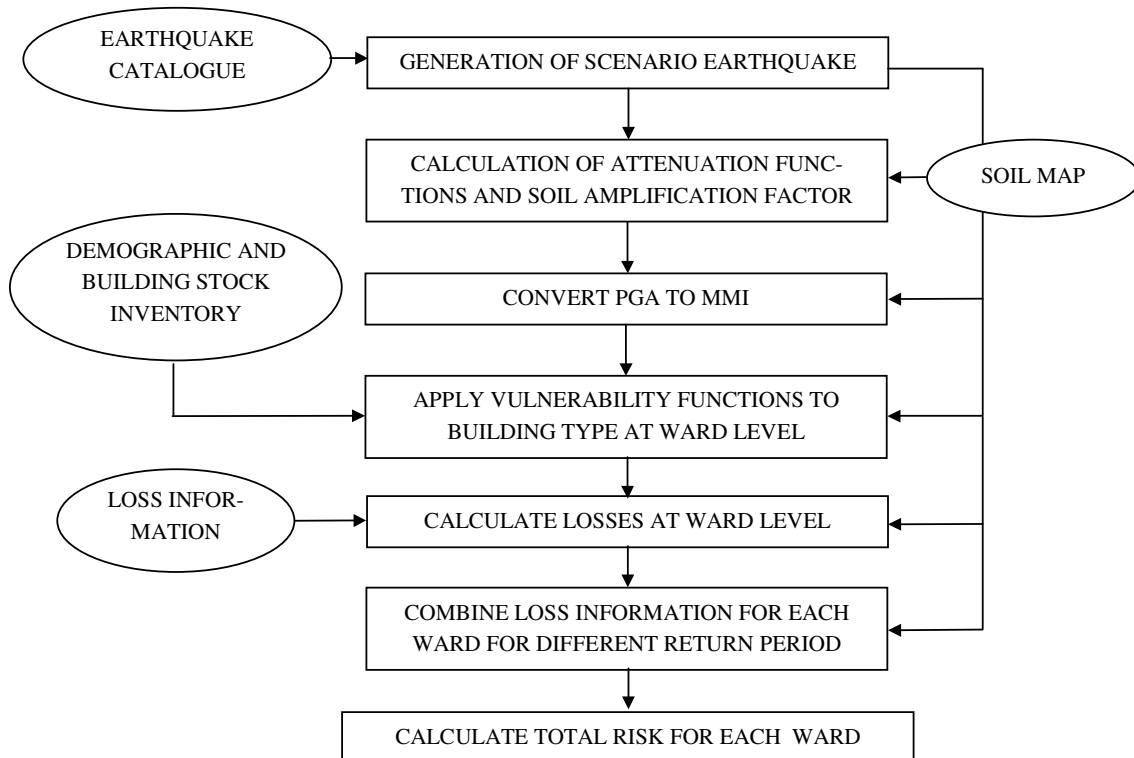 EARTHQUAKE
CATALOGUE
GENERATION OF SCENARIO EARTHQUAKE
CALCULATION OF ATTENUATION FUNC-
TIONS AND SOIL AMPLIFICATION FACTOR
SOIL MAP
DEMOGRAPHIC AND
BUILDING STOCK
INVENTORY
CONVERT PGA TO MMI
APPLY VULNERABILITY FUNCTIONS TO
BUILDING TYPE AT WARD LEVEL
LOSS INFOR-
MATION
CALCULATE LOSSES AT WARD LEVEL
COMBINE LOSS INFORMATION FOR EACH
WARD FOR DIFFERENT RETURN PERIOD
CALCULATE TOTAL RISK FOR EACH WARD